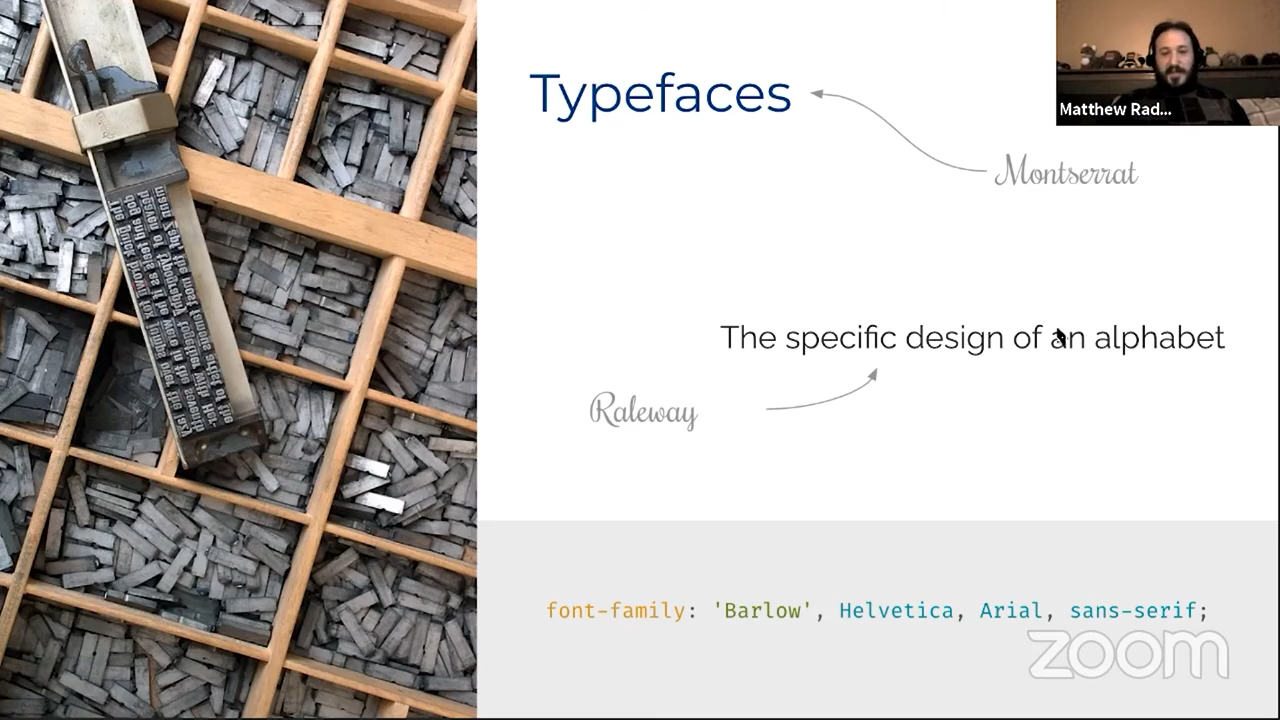 Typefaces
Matthew Rad...
Montserrat
The specific design of an alphabet
Raleway
font-family: 'Barlow', Helvetica, Arial, sans-serif;
zoom